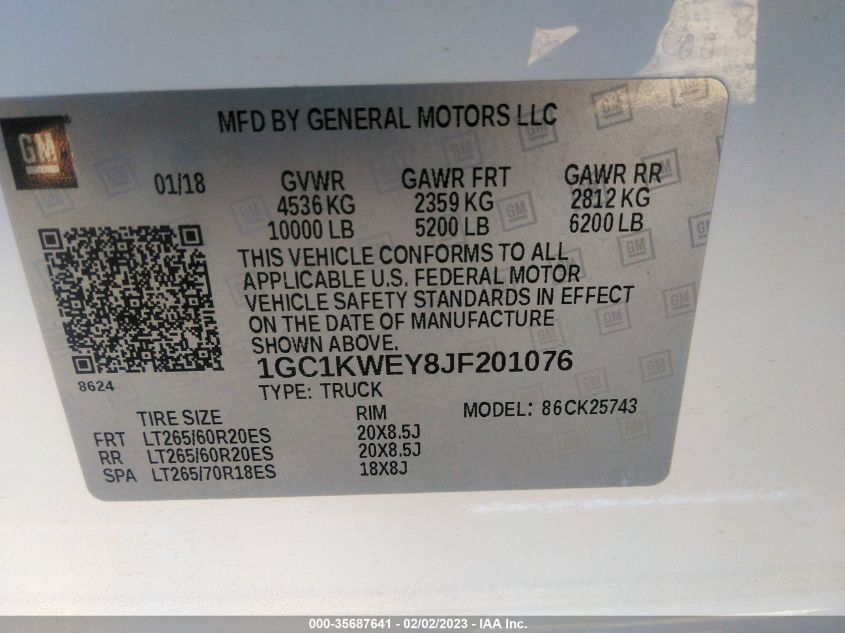 MFD BY GENERAL MOTORS LLC
GM
01/18
GVWR
4536 KG
10000 LB
GAWR FRT
2359 KG
5200 LB
GAWR RR
2812 KG
6200 LB
THIS VEHICLE CONFORMS TO ALL
APPLICABLE U.S. FEDERAL MOTOR
VEHICLE SAFETY STANDARDS IN EFFECT
ON THE DATE OF MANUFACTURE
SHOWN ABOVE.
8624
1GC1KWEY8JF201076
TYPE: TRUCK
MODEL: 86CK25743
TIRE SIZE RIM
FRT LT265/60R20ES 20X8.5J
RR LT265/60R20ES 20X8.5J
SPA LT265/70R18ES 18X8J
000-35687641 - 02/02/2023 - IAA Inc.